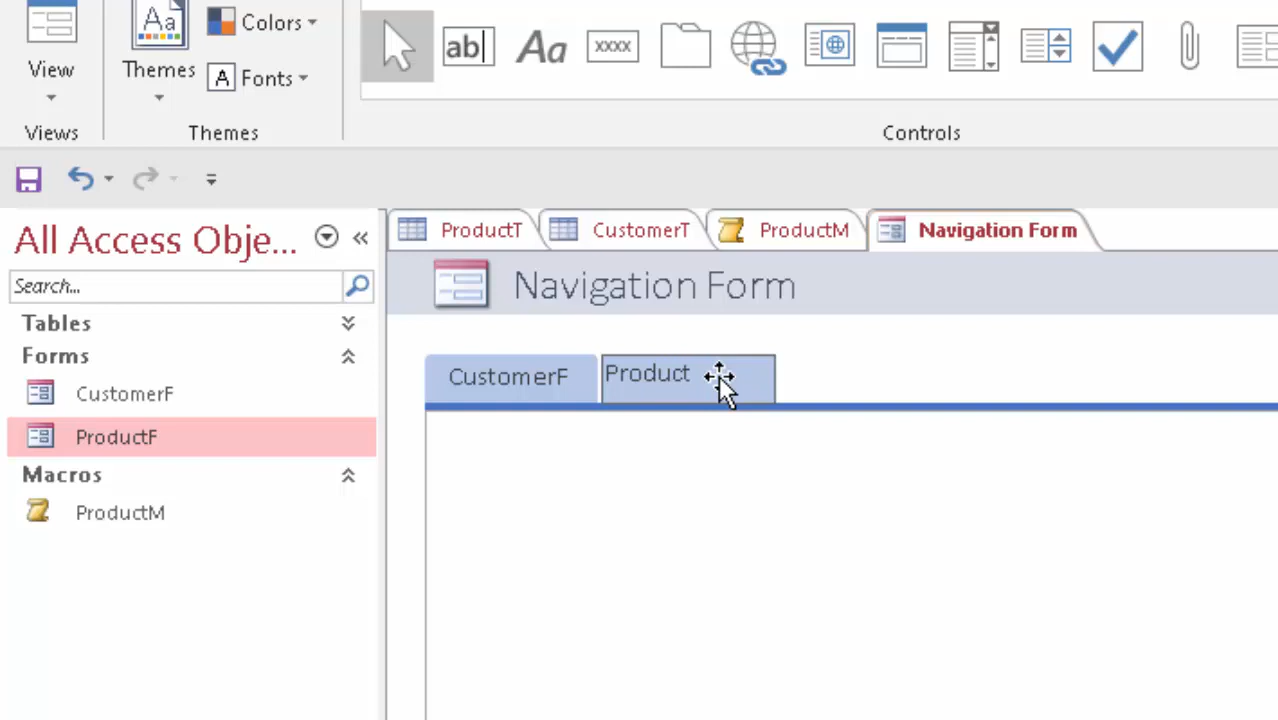 Colors
ab
Aa
xxxx
View
Themes
A Fonts
Aa
Views
Themes
Controls
All Access Obje...
ProductT
CustomerT
ProductM
Navigation Form
Search...
Navigation Form
Tables
Forms
CustomerF
Product
CustomerF
ProductF
Macros
ProductM